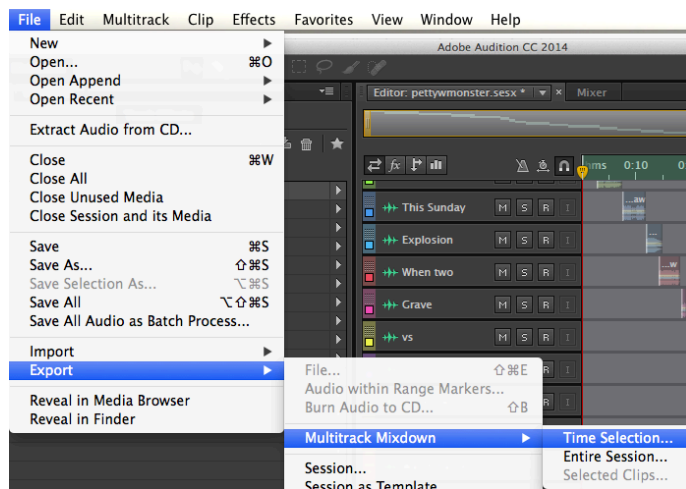 File Edit Multitrack Clip Effects Favorites View Window Help
Adobe Audition CC 2014
New
Open... ⌘O
Open Append
Open Recent
Extract Audio from CD...
Close ⌘W
Close All
Close Unused Media
Close Session and its Media
Save ⌘S
Save As... ⇧⌘S
Save Selection As... ⌥⌘S
Save All ⌥⇧⌘S
Save All Audio as Batch Process...
Import
Export
Reveal in Media Browser
Reveal in Finder
File... ⇧⌘E
Audio within Range Markers...
Burn Audio to CD... ⇧B
Multitrack Mixdown
Session...
Session as Template
Time Selection...
Entire Session...
Selected Clips...
Editor: pettywmonster.sesx * Mixer
fx
hms 0:10
This Sunday M S R I
...aw
Explosion M S R I
When two M S R I
...w
Grave M S R I
vs M S R I
R I
R I